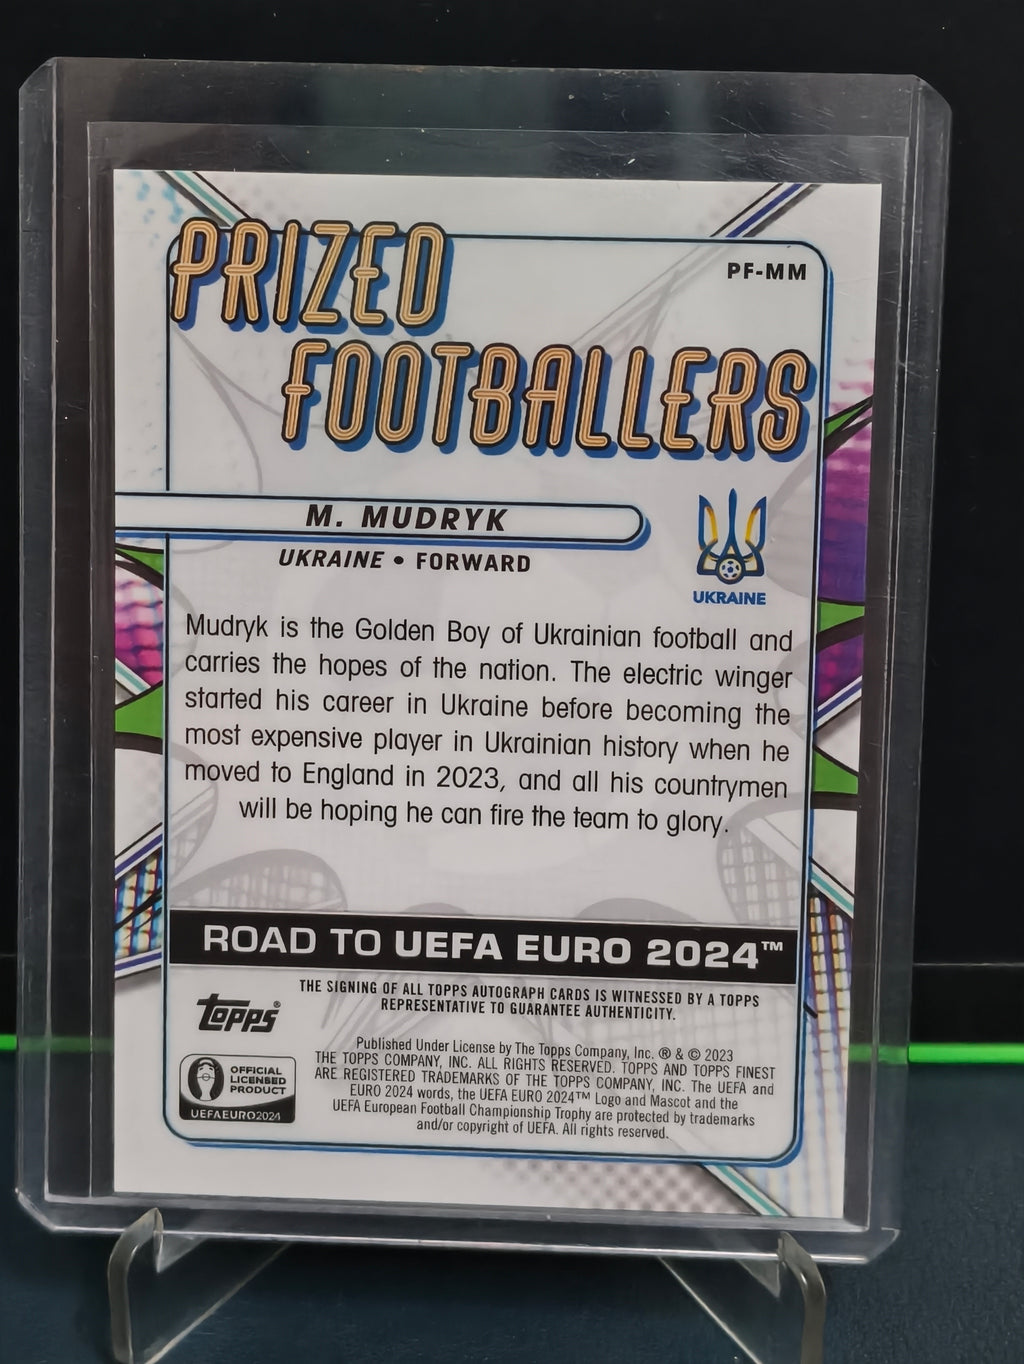 PRIZED
PF-MM
FOOTBALLERS
M. MUDRYK
UKRAINE • FORWARD
UKRAINE
Mudryk is the Golden Boy of Ukrainian football and
carries the hopes of the nation. The electric winger
started his career in Ukraine before becoming the
most expensive player in Ukrainian history when he
moved to England in 2023, and all his countrymen
will be hoping he can fire the team to glory.
ROAD TO UEFA EURO 2024™
THE SIGNING OF ALL TOPPS AUTOGRAPH CARDS IS WITNESSED BY A TOPPS
REPRESENTATIVE TO GUARANTEE AUTHENTICITY.
topps®
Published Under License by The Topps Company, Inc. ® & © 2023
THE TOPPS COMPANY, INC. ALL RIGHTS RESERVED. TOPPS AND TOPPS FINEST
ARE REGISTERED TRADEMARKS OF THE TOPPS COMPANY, INC. The UEFA and
EURO 2024 words, the UEFA EURO 2024™ Logo and Mascot and the
UEFA European Football Championship Trophy are protected by trademarks
and/or copyright of UEFA. All rights reserved.
OFFICIAL
LICENSED
PRODUCT
UEFAEURO2024